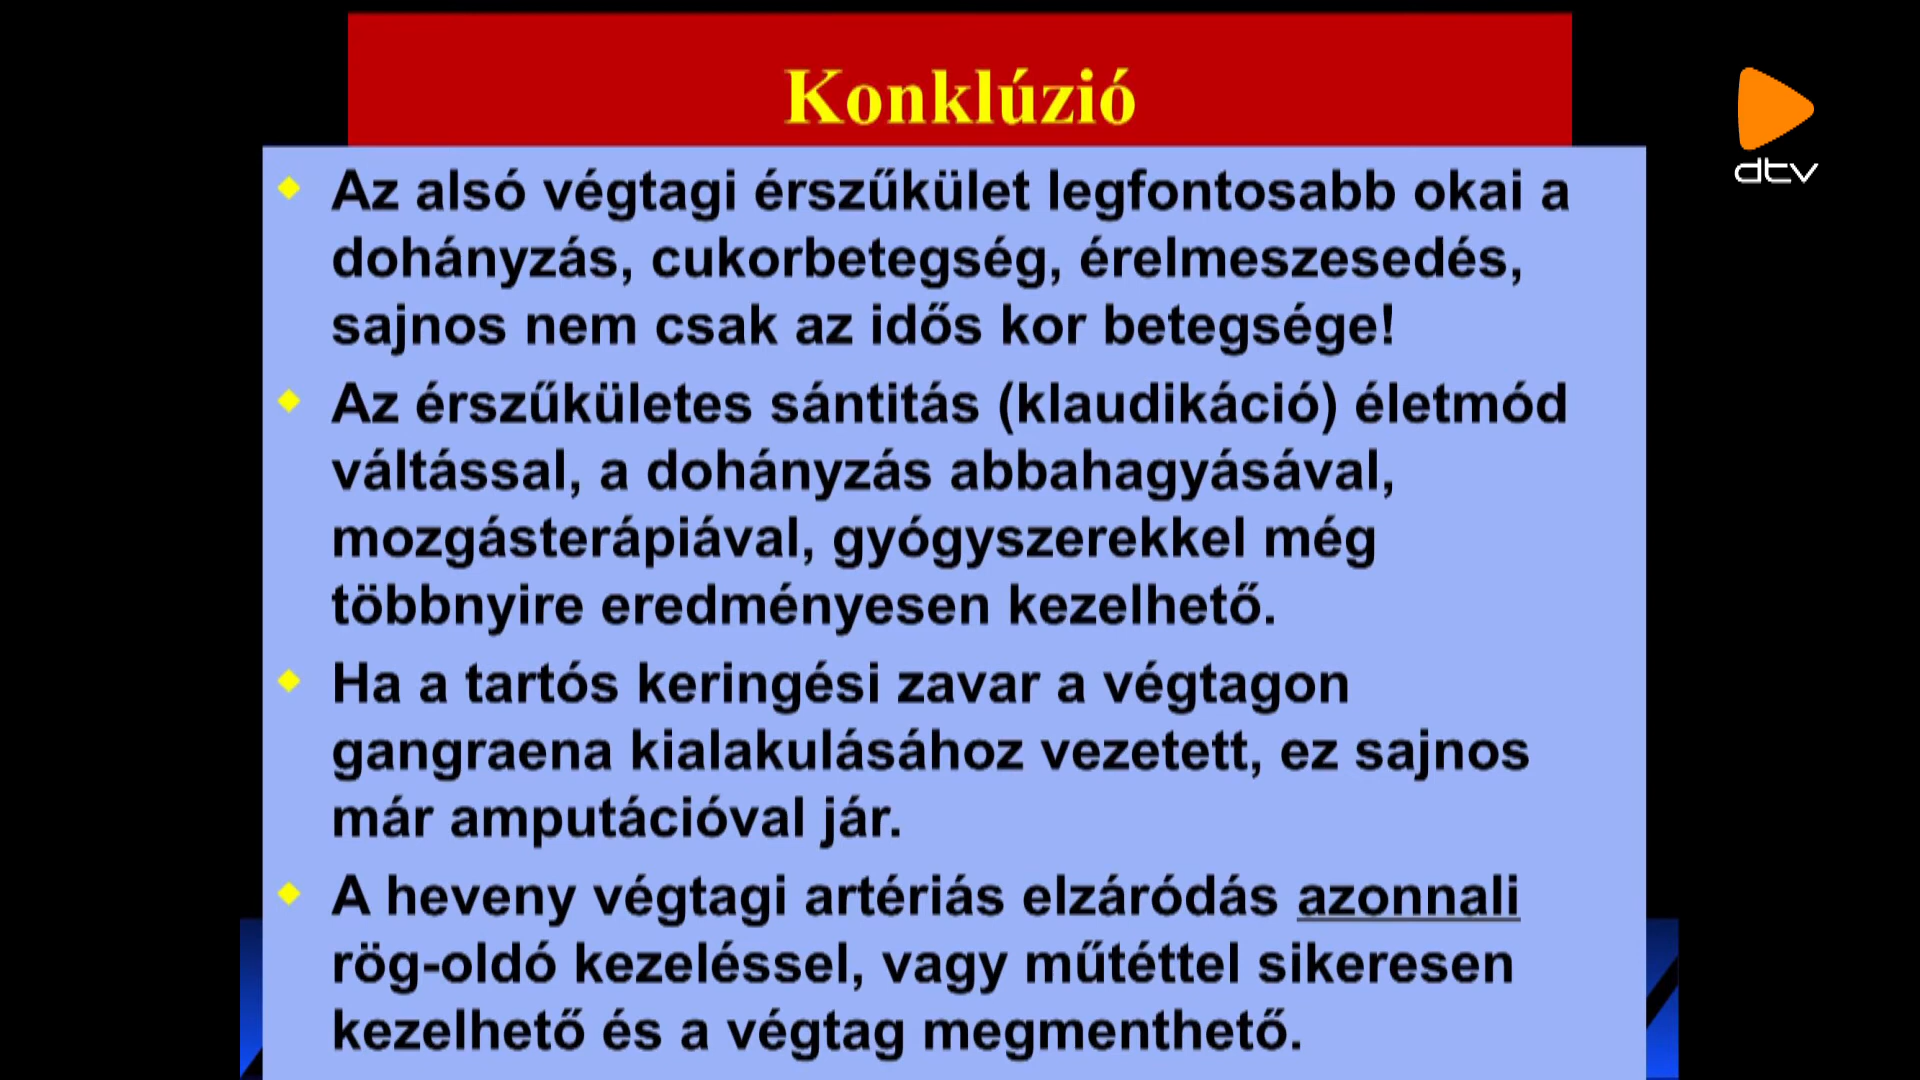 Konklúzió
dtv
Az alsó végtagi érszűkület legfontosabb okai a
dohányzás, cukorbetegség, érelmeszesedés,
sajnos nem csak az idős kor betegsége!
Az érszűkületes sántitás (klaudikáció) életmód
váltással, a dohányzás abbahagyásával,
mozgásterápiával, gyógyszerekkel még
többnyire eredményesen kezelhető.
Ha a tartós keringési zavar a végtagon
gangraena kialakulásához vezetett, ez sajnos
már amputációval jár.
A heveny végtagi artériás elzáródás azonnali
rög-oldó kezeléssel, vagy műtéttel sikeresen
kezelhető és a végtag megmenthető.